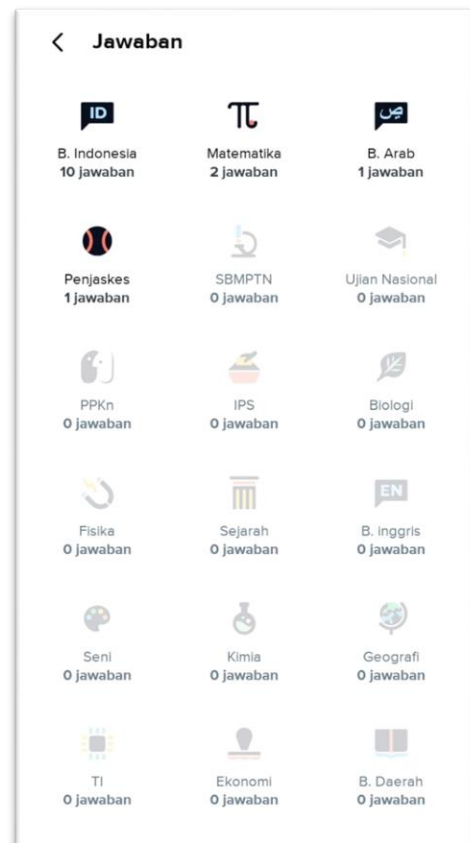 Jawaban
ID
ص
B. Indonesia
10 jawaban
Matematika
2 jawaban
B. Arab
1 jawaban
Penjaskes
1 jawaban
SBMPTN
0 jawaban
Ujian Nasional
0 jawaban
PPKn
0 jawaban
IPS
0 jawaban
Biologi
0 jawaban
EN
Fisika
0 jawaban
Sejarah
0 jawaban
B. inggris
0 jawaban
Seni
0 jawaban
Kimia
0 jawaban
Geografi
0 jawaban
TI
0 jawaban
Ekonomi
0 jawaban
B. Daerah
0 jawaban